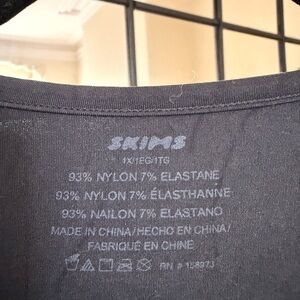 SKIMS
1X/1EG/1TG
93% NYLON 7% ELASTANE
93% NYLON 7% ÉLASTHANNE
93% NAILON 7% ELASTANO
MADE IN CHINA/HECHO EN CHINA/
FABRIQUÉ EN CHINE
RN #